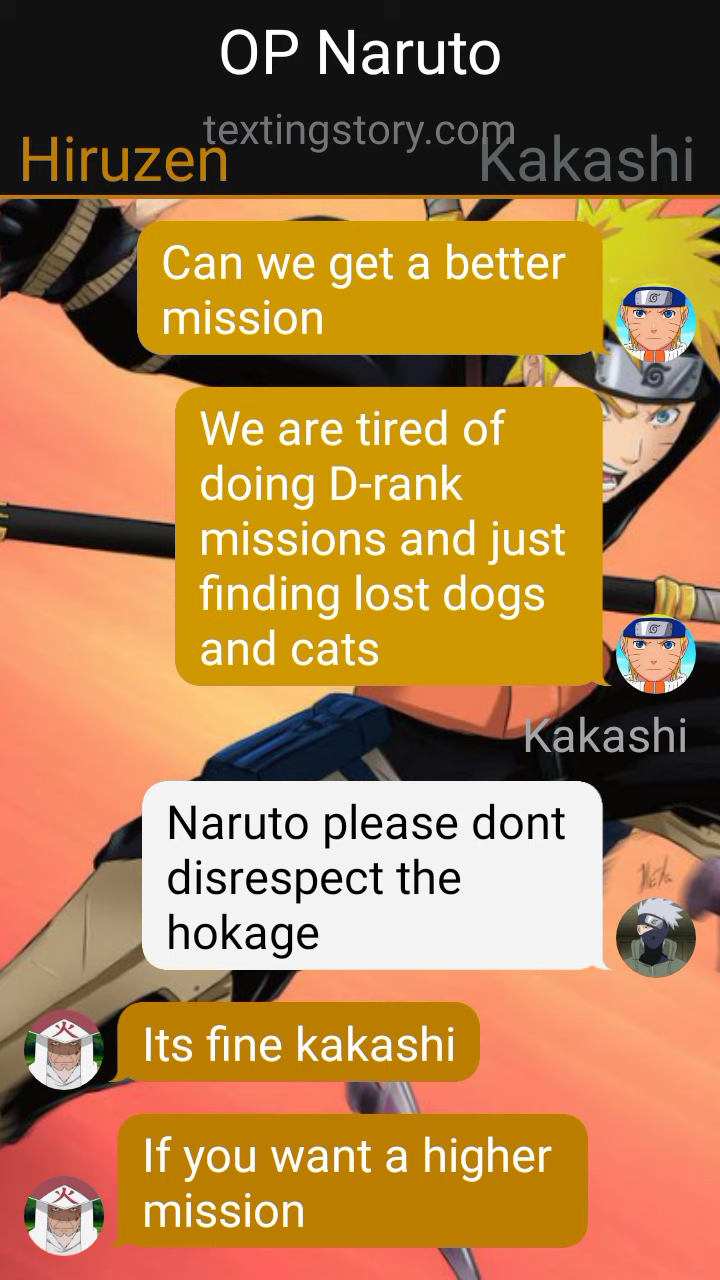 OP Naruto
textingstory.com
Hiruzen
Kakashi
Can we get a better
mission
We are tired of
doing D-rank
missions and just
finding lost dogs
and cats
Kakashi
Naruto please dont
disrespect the
hokage
Its fine kakashi
If you want a higher
mission
火
火